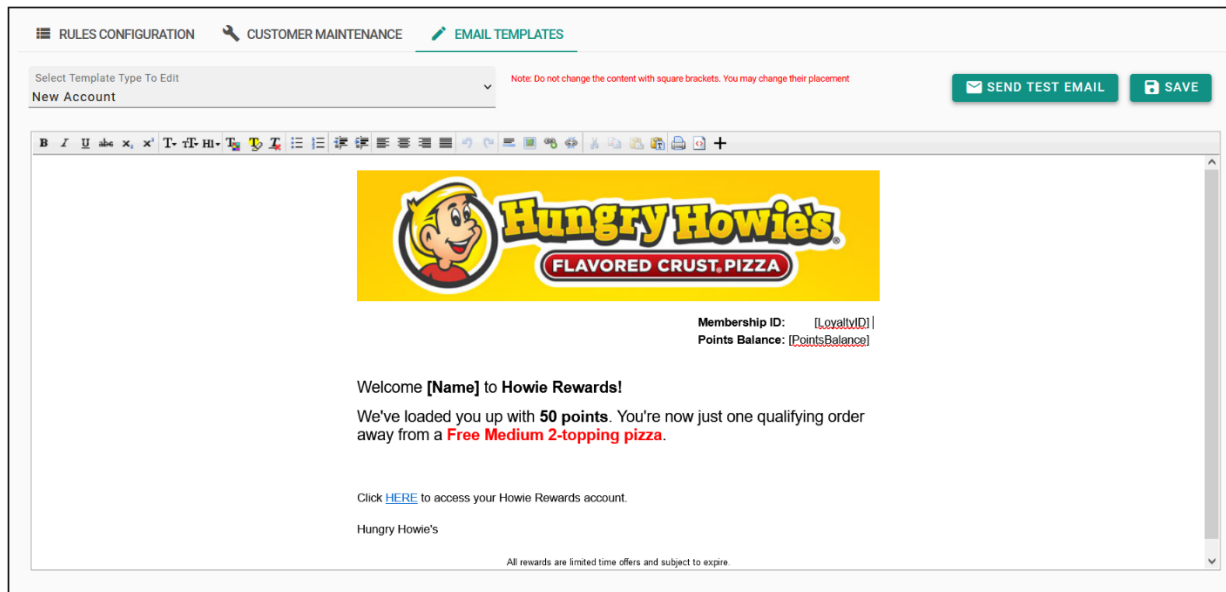 RULES CONFIGURATION CUSTOMER MAINTENANCE EMAIL TEMPLATES
Select Template Type To Edit
New Account
Note: Do not change the content with square brackets. You may change their placement
SEND TEST EMAIL SAVE
B I U abc x, x² T- тT- H1- T T T
Hungry Howie's®
FLAVORED CRUST® PIZZA
Membership ID: [LoyaltyID]
Points Balance: [PointsBalance]
Welcome [Name] to Howie Rewards!
We've loaded you up with 50 points. You're now just one qualifying order
away from a Free Medium 2-topping pizza.
Click HERE to access your Howie Rewards account.
Hungry Howie's
All rewards are limited time offers and subject to expire.